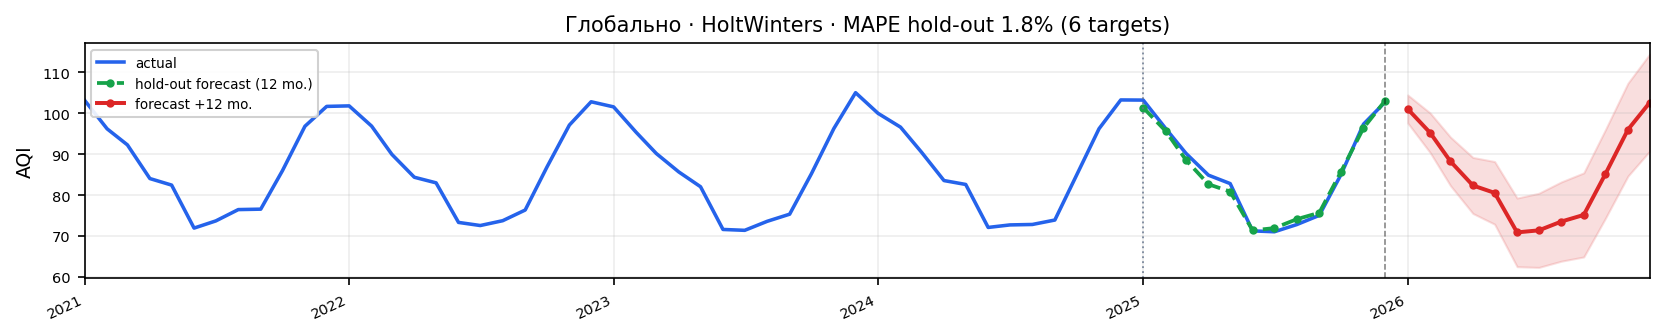 Глобально · HoltWinters · MAPE hold-out 1.8% (6 targets)
actual
hold-out forecast (12 mo.)
forecast +12 mo.
AQI
110
100
90
80
70
60
2021
2022
2023
2024
2025
2026